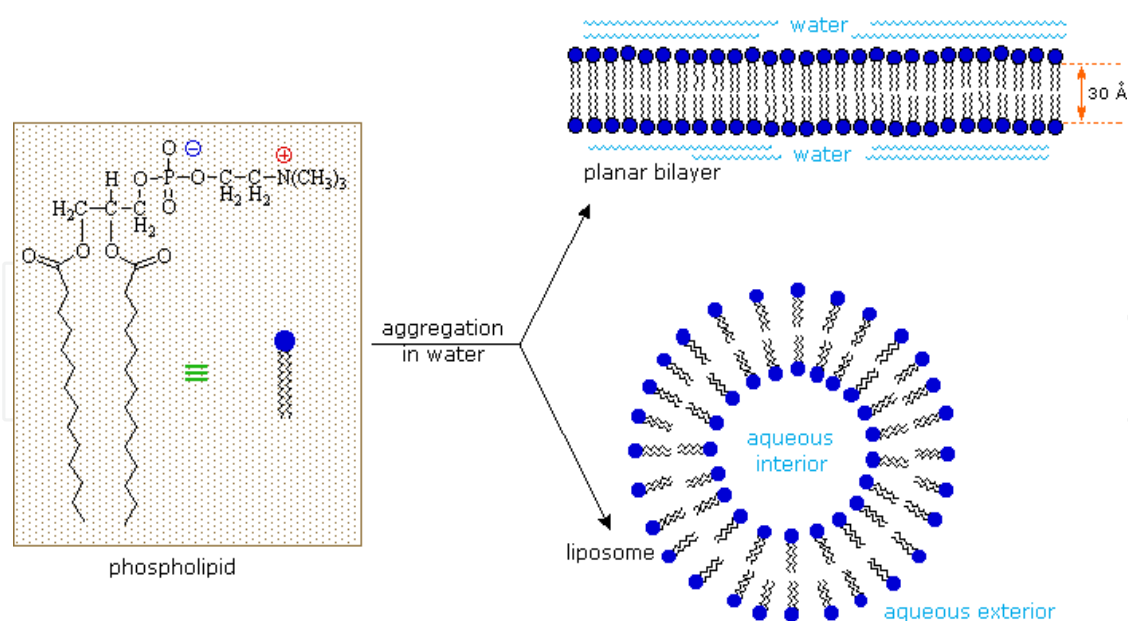 water
30 Å
water
planar bilayer
O ⊖ ⊕
H O-P-O-C-C-N(CH₃)₃
O H₂ H₂
H₂C-C-C
H₂
O O
O O
≡
phospholipid
aggregation
in water
aqueous
interior
liposome
aqueous exterior